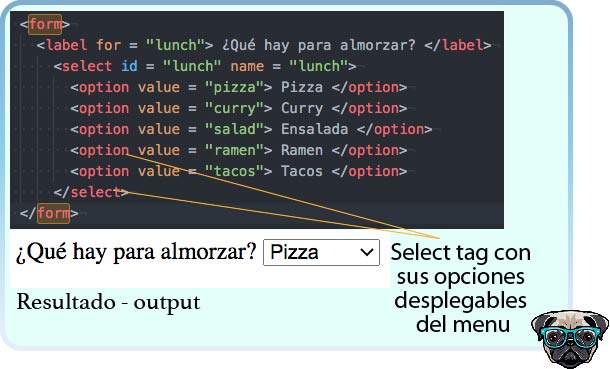 <form>
<label for = "lunch"> ¿Qué hay para almorzar? </label>
<select id = "lunch" name = "lunch">
<option value = "pizza"> Pizza </option>
<option value = "curry"> Curry </option>
<option value = "salad"> Ensalada </option>
<option value = "ramen"> Ramen </option>
<option value = "tacos"> Tacos </option>
</select>
</form>
¿Qué hay para almorzar? Pizza
Resultado - output
Select tag con
sus opciones
desplegables
del menu